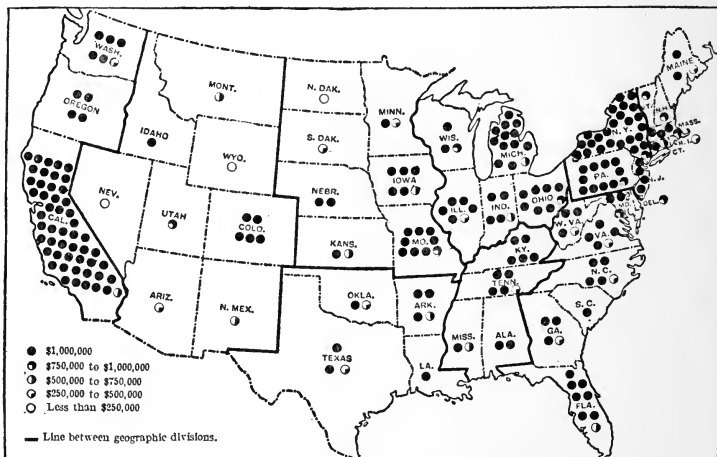 WASH.
MAINE
MONT.
N. DAK.
OREGON
MINN.
N.H.
IDAHO
WIS.
N.Y.
MASS.
S. DAK.
R.I.
CT.
WYO.
MICH.
PA.
IOWA
N.J.
NEV.
NEBR.
OHIO
UTAH
ILL.
IND.
MD.
DEL.
COLO.
W. VA.
CAL.
VA.
KANS.
MO.
KY.
N.C.
TENN.
OKLA.
ARIZ.
N. MEX.
ARK.
S. C.
MISS.
ALA.
GA.
$1,000,000
$750,000 to $1,000,000
TEXAS
$500,000 to $750,000
LA.
$250,000 to $500,000
FLA.
Less than $250,000
Line between geographic divisions.